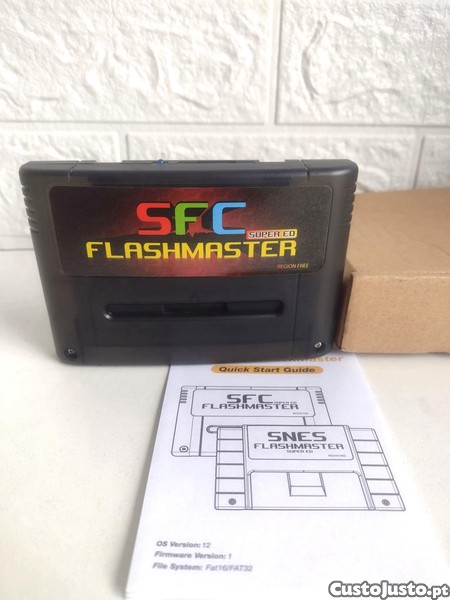 SFC
SUPER ED
FLASHMASTER
REGION FREE
Quick Start Guide
SFC
SUPER ED
FLASHMASTER
SNES
FLASHMASTER
SUPER ED
OS Version: 12
Firmware Version: 1
File System: Fat16/FAT32
CustoJusto.pt